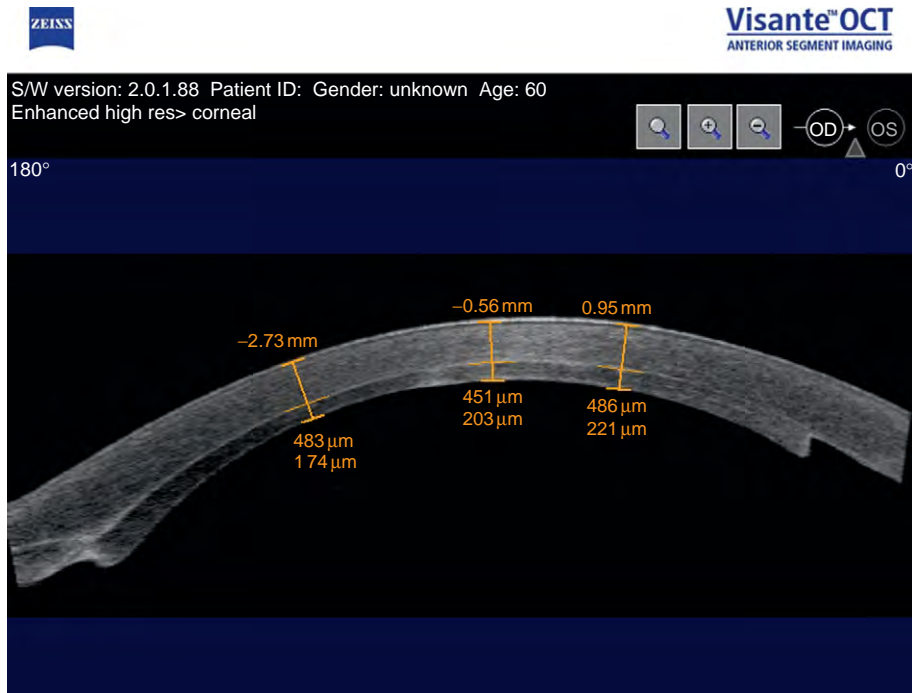 ZEISS
Visante™OCT
ANTERIOR SEGMENT IMAGING
S/W version: 2.0.1.88 Patient ID: Gender: unknown Age: 60
Enhanced high res> corneal
OD
OS
180°
0°
−2.73 mm
−0.56 mm
0.95 mm
483 μm
174 μm
451 μm
203 μm
486 μm
221 μm